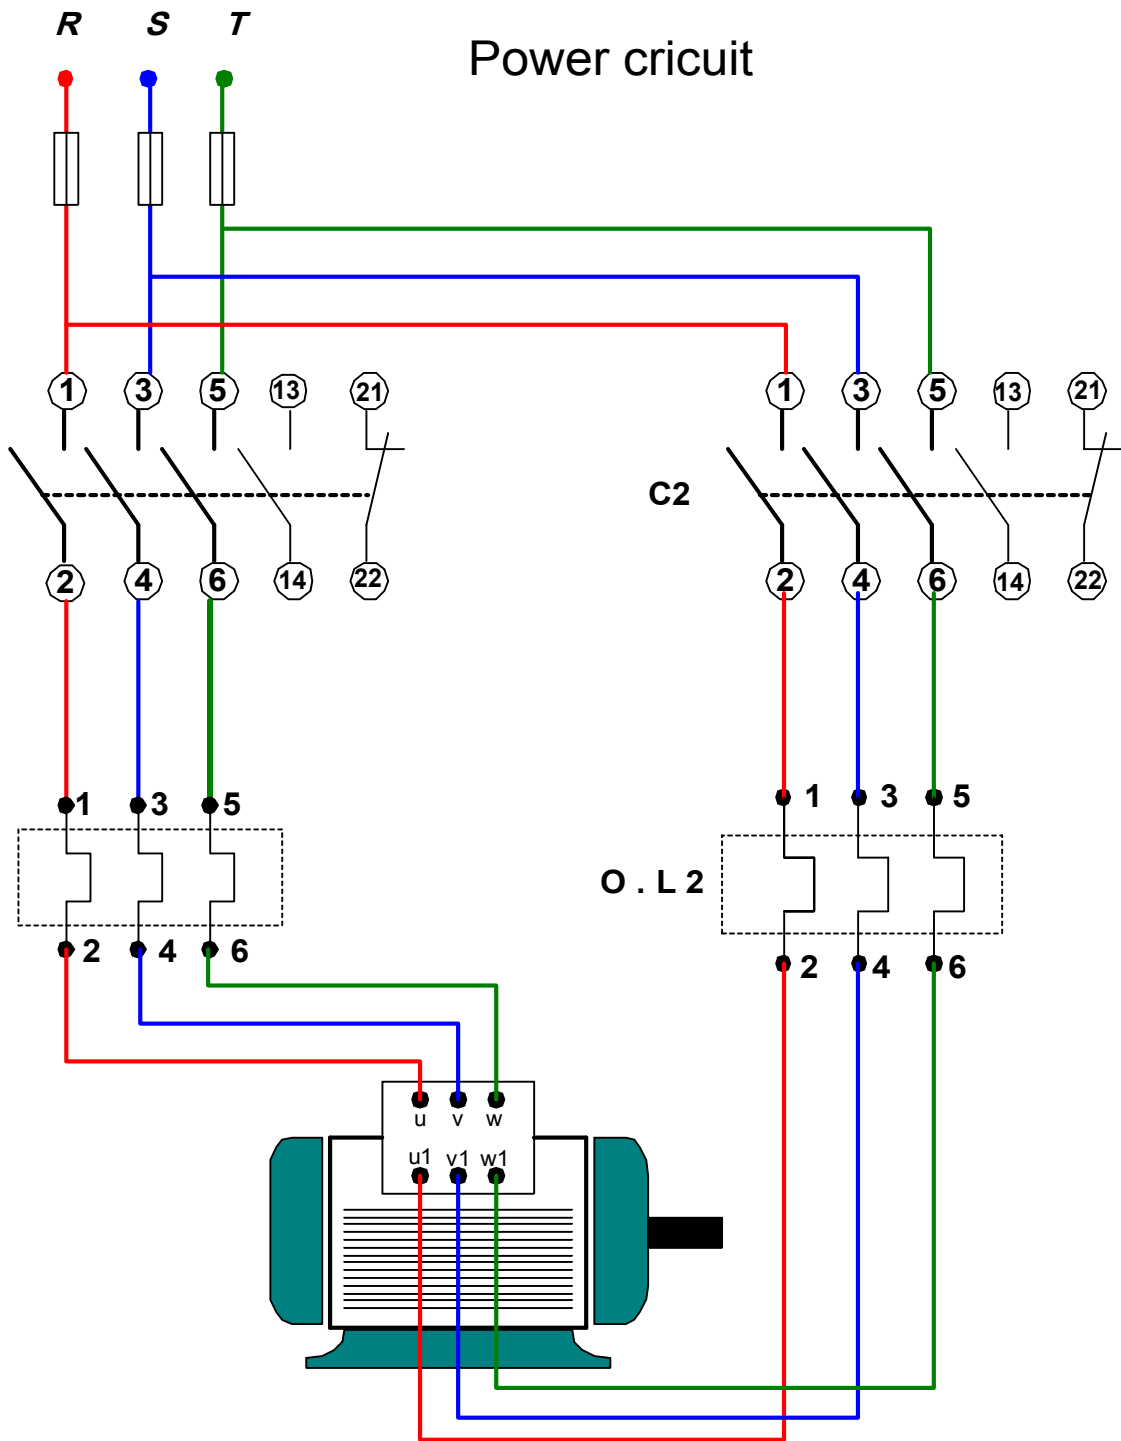 R S T
Power cricuit
1 3 5 13 21 1 3 5 13 21
C2
2 4 6 14 22 2 4 6 14 22
1 3 5 1 3 5
O . L 2
2 4 6 2 4 6
u v w
u1 v1 w1